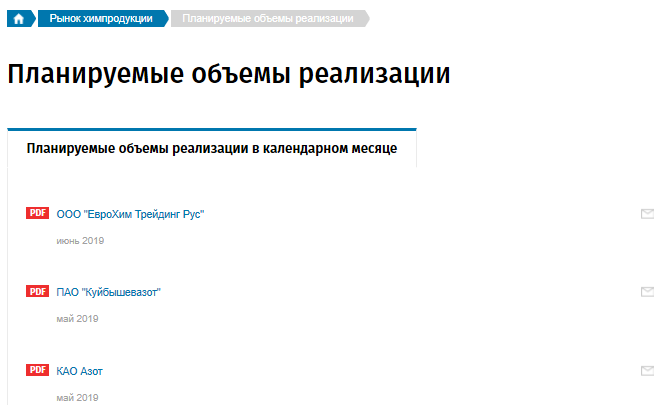 Рынок химпродукции Планируемые объемы реализации
Планируемые объемы реализации
Планируемые объемы реализации в календарном месяце
PDF ООО "ЕвроХим Трейдинг Рус"
июнь 2019
PDF ПАО "Куйбышевазот"
май 2019
PDF КАО Азот
май 2019